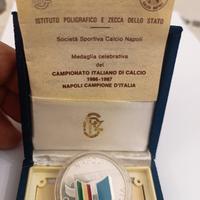 ISTITUTO POLIGRAFICO E ZECCA DELLO STATO
Società Sportiva Calcio Napoli
Medaglia celebrativa
del
CAMPIONATO ITALIANO DI CALCIO
1986-1987
NAPOLI CAMPIONE D'ITALIA